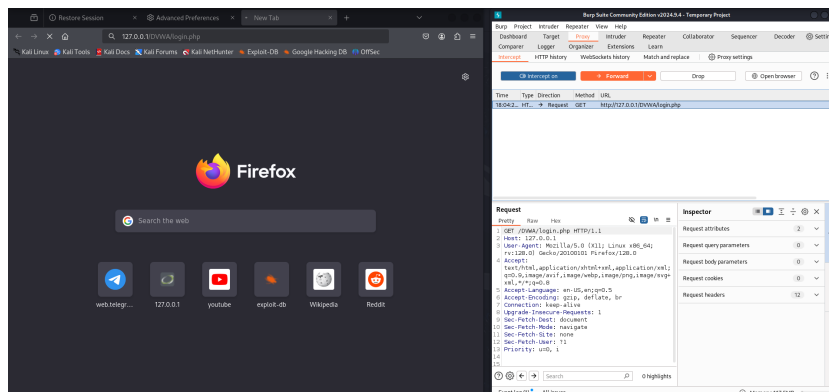 Restore Session
Advanced Preferences
New Tab
127.0.0.1/DVWA/login.php
Kali Linux
Kali Tools
Kali Docs
Kali Forums
Kali NetHunter
Exploit-DB
Google Hacking DB
OffSec
Firefox
Search the web
web.telegr...
127.0.0.1
youtube
exploit-db
Wikipedia
Reddit
Burp Suite Community Edition v2024.9.4 - Temporary Project
Burp Project Intruder Repeater View Help
Dashboard Target Proxy Intruder Repeater Collaborator Sequencer Decoder
Comparer Logger Organizer Extensions Learn
Intercept HTTP history WebSockets history Match and replace Proxy settings
Intercept on Forward Drop Open browser
Time Type Direction Method URL
18:04:2... HT... → Request GET http://127.0.0.1/DVWA/login.php
Request
Pretty Raw Hex
1 GET /DVWA/login.php HTTP/1.1
2 Host: 127.0.0.1
3 User-Agent: Mozilla/5.0 (X11; Linux x86_64;
rv:128.0) Gecko/20100101 Firefox/128.0
4 Accept:
text/html,application/xhtml+xml,application/xml;
q=0.9,image/avif,image/webp,image/png,image/svg+
xml,*/*;q=0.8
5 Accept-Language: en-US,en;q=0.5
6 Accept-Encoding: gzip, deflate, br
7 Connection: keep-alive
8 Upgrade-Insecure-Requests: 1
9 Sec-Fetch-Dest: document
10 Sec-Fetch-Mode: navigate
11 Sec-Fetch-Site: none
12 Sec-Fetch-User: ?1
13 Priority: u=0, i
14
15
Search 0 highlights
Inspector
Request attributes 2
Request query parameters 0
Request body parameters 0
Request cookies 0
Request headers 12